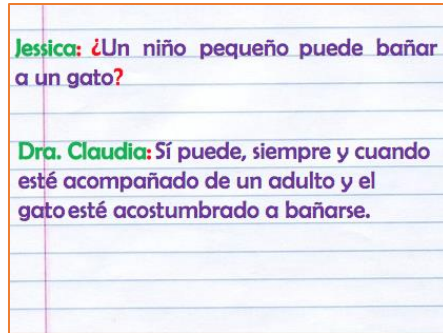 Jessica: ¿Un niño pequeño puede bañar
a un gato?
Dra. Claudia: Sí puede, siempre y cuando
esté acompañado de un adulto y el
gato esté acostumbrado a bañarse.